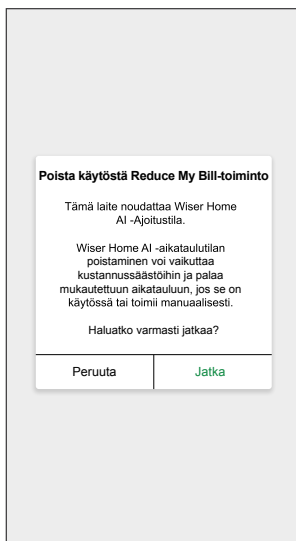 Poista käytöstä Reduce My Bill-toiminto
Tämä laite noudattaa Wiser Home
AI -Ajoitustila.
Wiser Home AI -aikataulutilan
poistaminen voi vaikuttaa
kustannussäästöihin ja palaa
mukautettuun aikatauluun, jos se on
käytössä tai toimii manuaalisesti.
Haluatko varmasti jatkaa?
Peruuta
Jatka